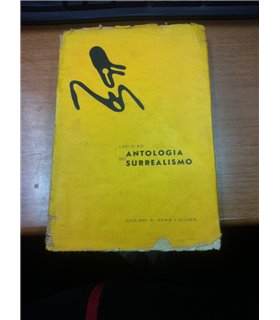 CARLO BO
ANTOLOGIA
DEL SURREALISMO
EDIZIONI DI UOMO • MILANO